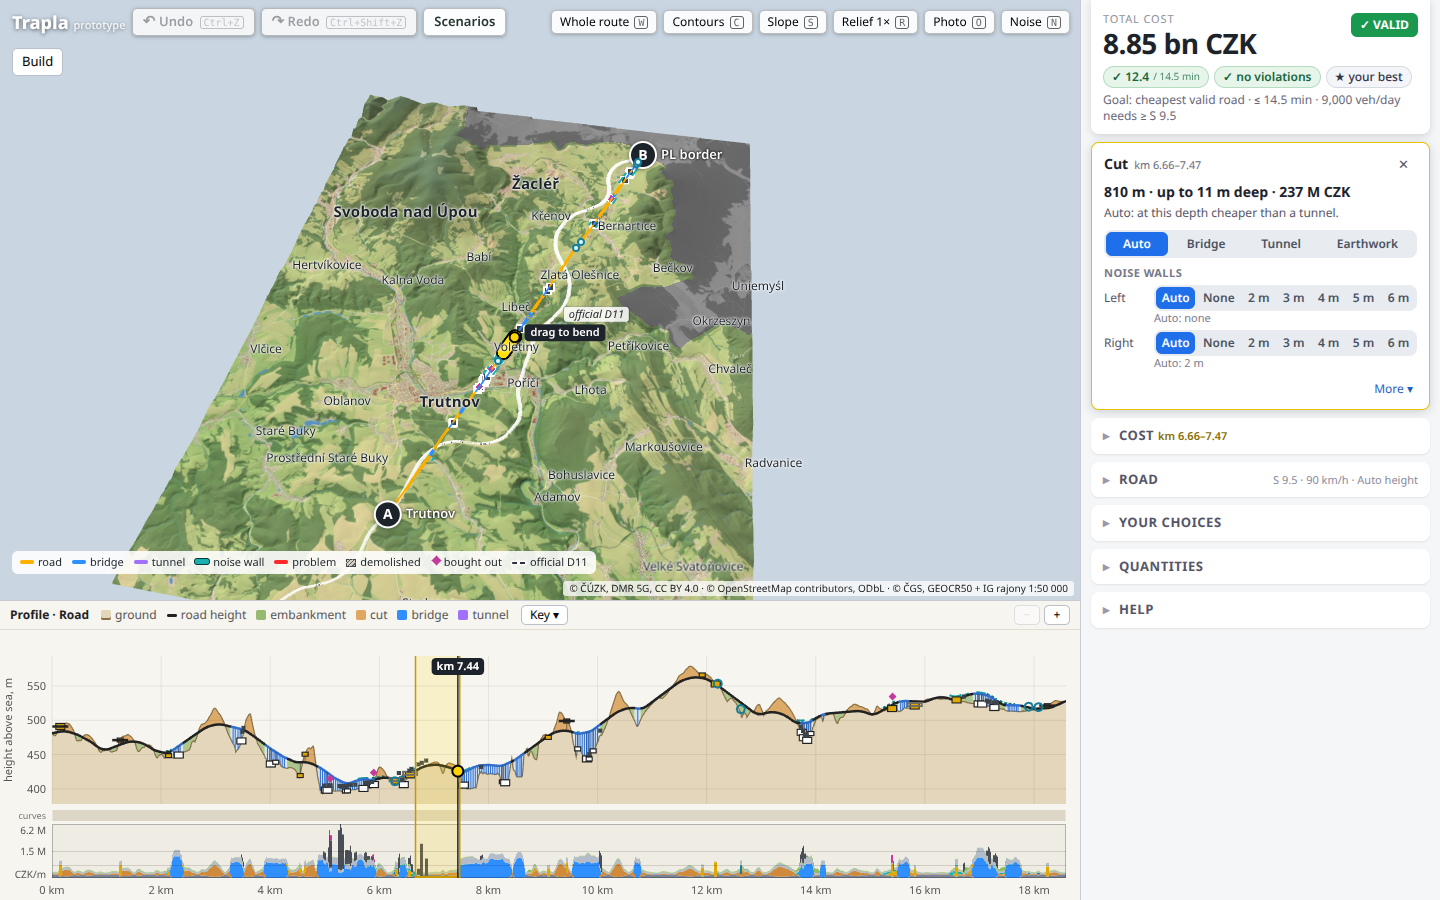 Trapla prototype
↶ Undo Ctrl+Z
↷ Redo Ctrl+Shift+Z
Scenarios
Whole route W
Contours C
Slope S
Relief 1× R
Photo O
Noise N
Build
B PL border
Žacléř
Svoboda nad Úpou
Křenov
Bernartice
Babí
Hertvíkovice
Kalná Voda
Zlatá Olešnice
Bečkov
Uniemyśl
Libeč
official D11
Okrzeszyn
drag to bend
Vlčice
Voletiny
Petříkovice
Chvaleč
Poříčí
Lhota
Oblanov
Trutnov
Staré Buky
Markoušovice
Prostřední Staré Buky
Radvanice
Bohuslavice
Adamov
A Trutnov
Velké Svatoňovice
road bridge tunnel noise wall problem demolished bought out official D11
© ČÚZK, DMR 5G, CC BY 4.0 · © OpenStreetMap contributors, ODbL · © ČGS, GEOCR50 + IG rajony 1:50 000
Profile · Road ground road height embankment cut bridge tunnel Key ▾ − +
km 7.44
height above sea, m
550
500
450
400
curves
6.2 M
1.5 M
CZK/m
0 km 2 km 4 km 6 km 8 km 10 km 12 km 14 km 16 km 18 km
TOTAL COST
8.85 bn CZK
✓ VALID
✓ 12.4 / 14.5 min
✓ no violations
★ your best
Goal: cheapest valid road · ≤ 14.5 min · 9,000 veh/day
needs ≥ S 9.5
Cut km 6.66–7.47 ✕
810 m · up to 11 m deep · 237 M CZK
Auto: at this depth cheaper than a tunnel.
Auto Bridge Tunnel Earthwork
NOISE WALLS
Left Auto None 2 m 3 m 4 m 5 m 6 m
Auto: none
Right Auto None 2 m 3 m 4 m 5 m 6 m
Auto: 2 m
More ▾
▶ COST km 6.66–7.47
▶ ROAD S 9.5 · 90 km/h · Auto height
▶ YOUR CHOICES
▶ QUANTITIES
▶ HELP